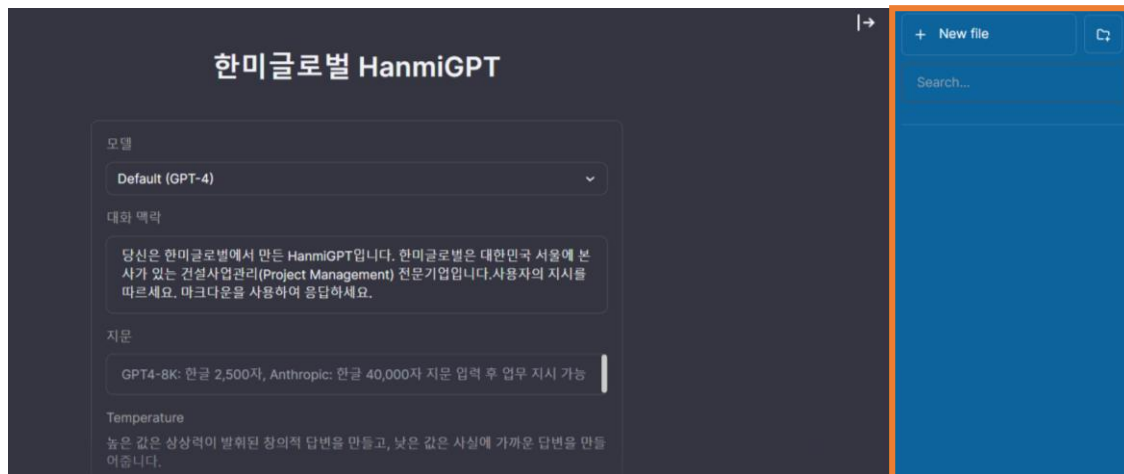 한미글로벌 HanmiGPT
모델
Default (GPT-4)
대화 맥락
당신은 한미글로벌에서 만든 HanmiGPT입니다. 한미글로벌은 대한민국 서울에 본
사가 있는 건설사업관리(Project Management) 전문기업입니다.사용자의 지시를
따르세요. 마크다운을 사용하여 응답하세요.
지문
GPT4-8K: 한글 2,500자, Anthropic: 한글 40,000자 지문 입력 후 업무 지시 가능
Temperature
높은 값은 상상력이 발휘된 창의적 답변을 만들고, 낮은 값은 사실에 가까운 답변을 만들
어줍니다.
+ New file
Search...